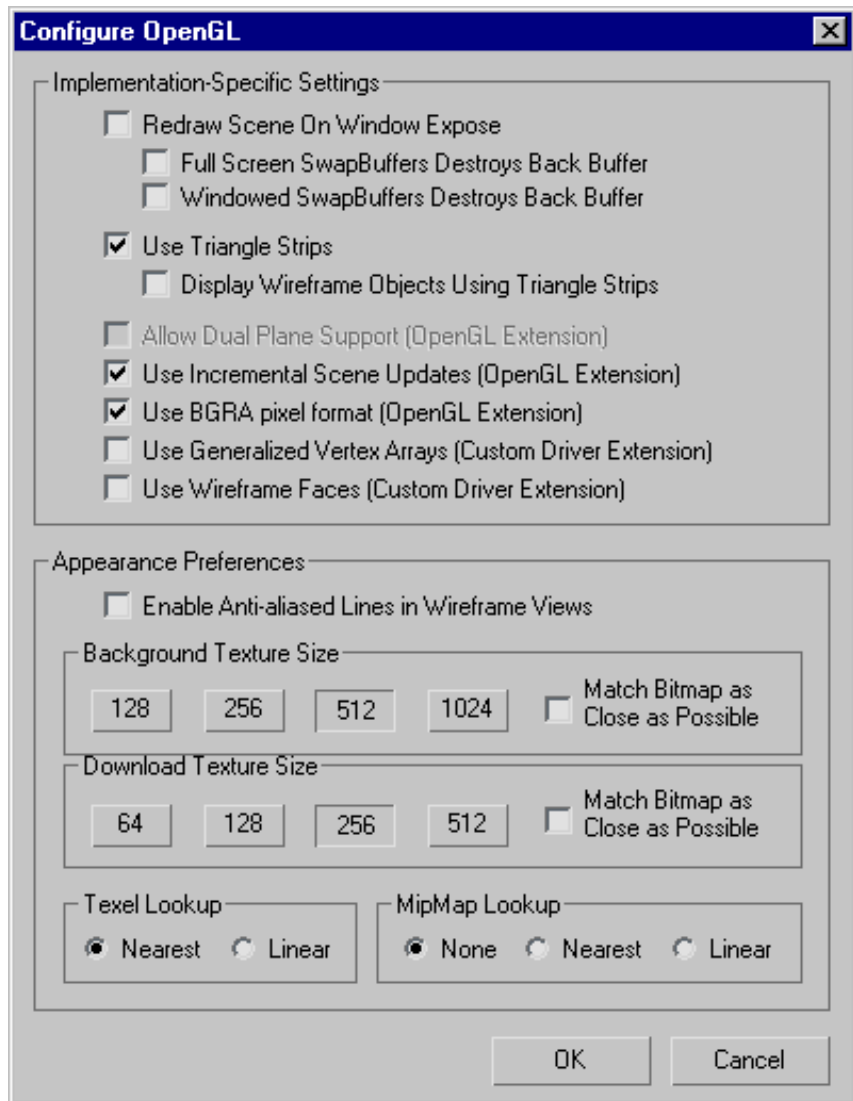 Configure OpenGL
Implementation-Specific Settings
Redraw Scene On Window Expose
Full Screen SwapBuffers Destroys Back Buffer
Windowed SwapBuffers Destroys Back Buffer
Use Triangle Strips
Display Wireframe Objects Using Triangle Strips
Allow Dual Plane Support (OpenGL Extension)
Use Incremental Scene Updates (OpenGL Extension)
Use BGRA pixel format (OpenGL Extension)
Use Generalized Vertex Arrays (Custom Driver Extension)
Use Wireframe Faces (Custom Driver Extension)
Appearance Preferences
Enable Anti-aliased Lines in Wireframe Views
Background Texture Size
128 256 512 1024 Match Bitmap as
Close as Possible
Download Texture Size
64 128 256 512 Match Bitmap as
Close as Possible
Texel Lookup MipMap Lookup
Nearest Linear None Nearest Linear
OK Cancel